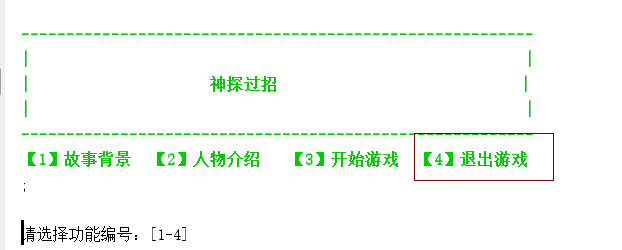 ---------------------------------------------------------
|                                                       |
|                    神探过招                           |
|                                                       |
---------------------------------------------------------
【1】故事背景 【2】人物介绍 【3】开始游戏 【4】退出游戏
;
请选择功能编号：[1-4]